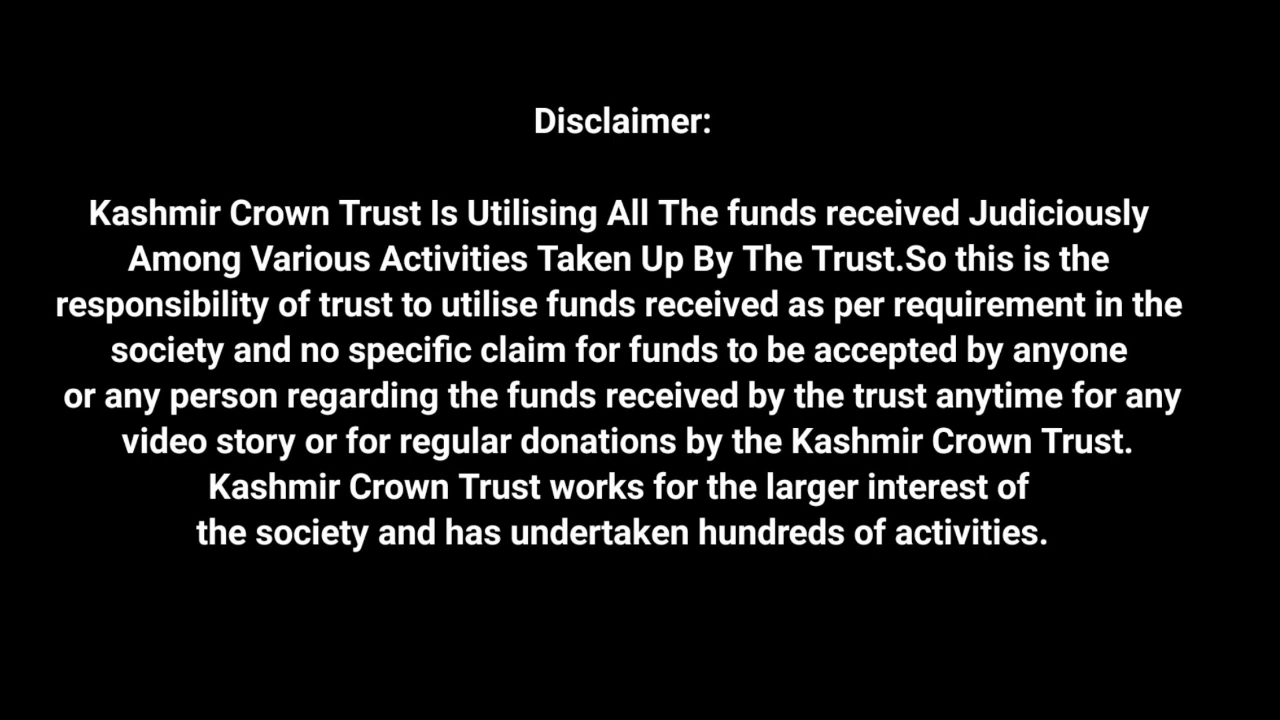 Disclaimer:
Kashmir Crown Trust Is Utilising All The funds received Judiciously
Among Various Activities Taken Up By The Trust.So this is the
responsibility of trust to utilise funds received as per requirement in the
society and no specific claim for funds to be accepted by anyone
or any person regarding the funds received by the trust anytime for any
video story or for regular donations by the Kashmir Crown Trust.
Kashmir Crown Trust works for the larger interest of
the society and has undertaken hundreds of activities.